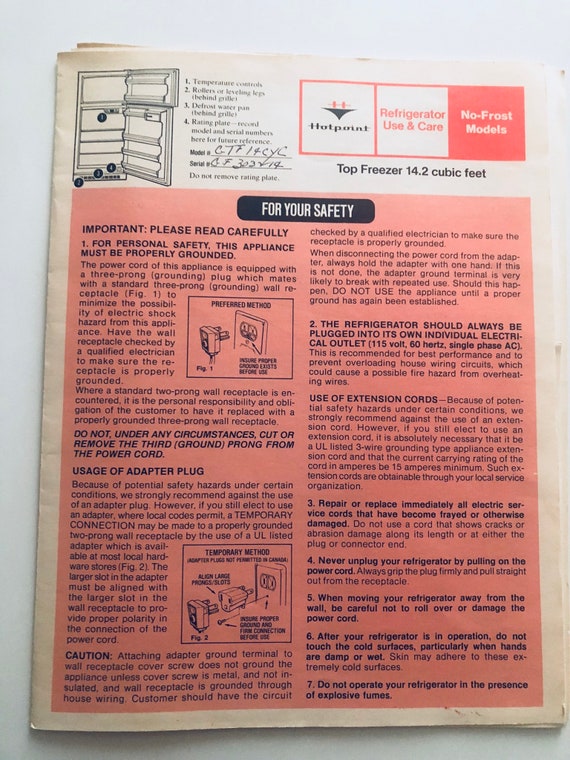 1. Temperature controls
2. Rollers or leveling legs
(behind grille)
3. Defrost water pan
(behind grille)
4. Rating plate—record
model and serial numbers
here for future reference.
Model # CTF14CYC
Serial # GF303414
Do not remove rating plate.
1
2
3
4
2
Hotpoint
Refrigerator
Use & Care
No-Frost
Models
Top Freezer 14.2 cubic feet
FOR YOUR SAFETY
IMPORTANT: PLEASE READ CAREFULLY
1. FOR PERSONAL SAFETY, THIS APPLIANCE
MUST BE PROPERLY GROUNDED.
The power cord of this appliance is equipped with
a three-prong (grounding) plug which mates
with a standard three-prong (grounding) wall re-
ceptacle (Fig. 1) to
minimize the possibil-
ity of electric shock
hazard from this appli-
ance. Have the wall
receptacle checked by
a qualified electrician
to make sure the re-
ceptacle is properly
grounded.
PREFERRED METHOD
INSURE PROPER
GROUND EXISTS
BEFORE USE
Fig. 1
Where a standard two-prong wall receptacle is en-
countered, it is the personal responsibility and obli-
gation of the customer to have it replaced with a
properly grounded three-prong wall receptacle.
DO NOT, UNDER ANY CIRCUMSTANCES, CUT OR
REMOVE THE THIRD (GROUND) PRONG FROM
THE POWER CORD.
USAGE OF ADAPTER PLUG
Because of potential safety hazards under certain
conditions, we strongly recommend against the use
of an adapter plug. However, if you still elect to use
an adapter, where local codes permit, a TEMPORARY
CONNECTION may be made to a properly grounded
two-prong wall receptacle by the use of a UL listed
adapter which is avail-
able at most local hard-
ware stores (Fig. 2). The
larger slot in the adapter
must be aligned with
the larger slot in the
wall receptacle to pro-
vide proper polarity in
the connection of the
power cord.
TEMPORARY METHOD
(ADAPTER PLUGS NOT PERMITTED IN CANADA)
ALIGN LARGE
PRONGS/SLOTS
INSURE PROPER
GROUND AND
FIRM CONNECTION
BEFORE USE
Fig. 2
CAUTION: Attaching adapter ground terminal to
wall receptacle cover screw does not ground the
appliance unless cover screw is metal, and not in-
sulated, and wall receptacle is grounded through
house wiring. Customer should have the circuit
checked by a qualified electrician to make sure the
receptacle is properly grounded.
When disconnecting the power cord from the adap-
ter, always hold the adapter with one hand. If this
is not done, the adapter ground terminal is very
likely to break with repeated use. Should this hap-
pen, DO NOT USE the appliance until a proper
ground has again been established.
2. THE REFRIGERATOR SHOULD ALWAYS BE
PLUGGED INTO ITS OWN INDIVIDUAL ELECTRI-
CAL OUTLET (115 volt, 60 hertz, single phase AC).
This is recommended for best performance and to
prevent overloading house wiring circuits, which
could cause a possible fire hazard from overheat-
ing wires.
USE OF EXTENSION CORDS—Because of poten-
tial safety hazards under certain conditions, we
strongly recommend against the use of an exten-
sion cord. However, if you still elect to use an
extension cord, it is absolutely necessary that it be
a UL listed 3-wire grounding type appliance exten-
sion cord and that the current carrying rating of the
cord in amperes be 15 amperes minimum. Such ex-
tension cords are obtainable through your local service
organization.
3. Repair or replace immediately all electric ser-
vice cords that have become frayed or otherwise
damaged. Do not use a cord that shows cracks or
abrasion damage along its length or at either the
plug or connector end.
4. Never unplug your refrigerator by pulling on the
power cord. Always grip the plug firmly and pull straight
out from the receptacle.
5. When moving your refrigerator away from the
wall, be careful not to roll over or damage the
power cord.
6. After your refrigerator is in operation, do not
touch the cold surfaces, particularly when hands
are damp or wet. Skin may adhere to these ex-
tremely cold surfaces.
7. Do not operate your refrigerator in the presence
of explosive fumes.